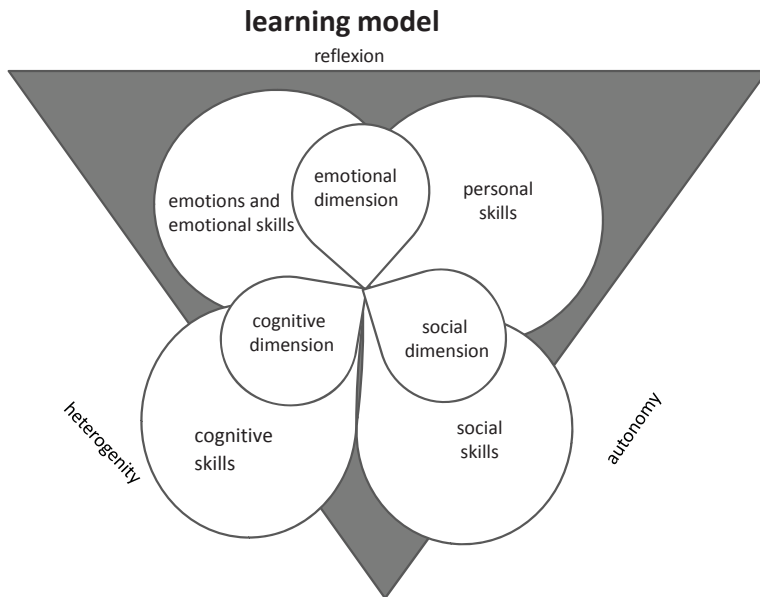 learning model
reflexion
emotional
dimension
emotions and
emotional skills
personal
skills
cognitive
dimension
social
dimension
heterogenity
autonomy
cognitive
skills
social
skills